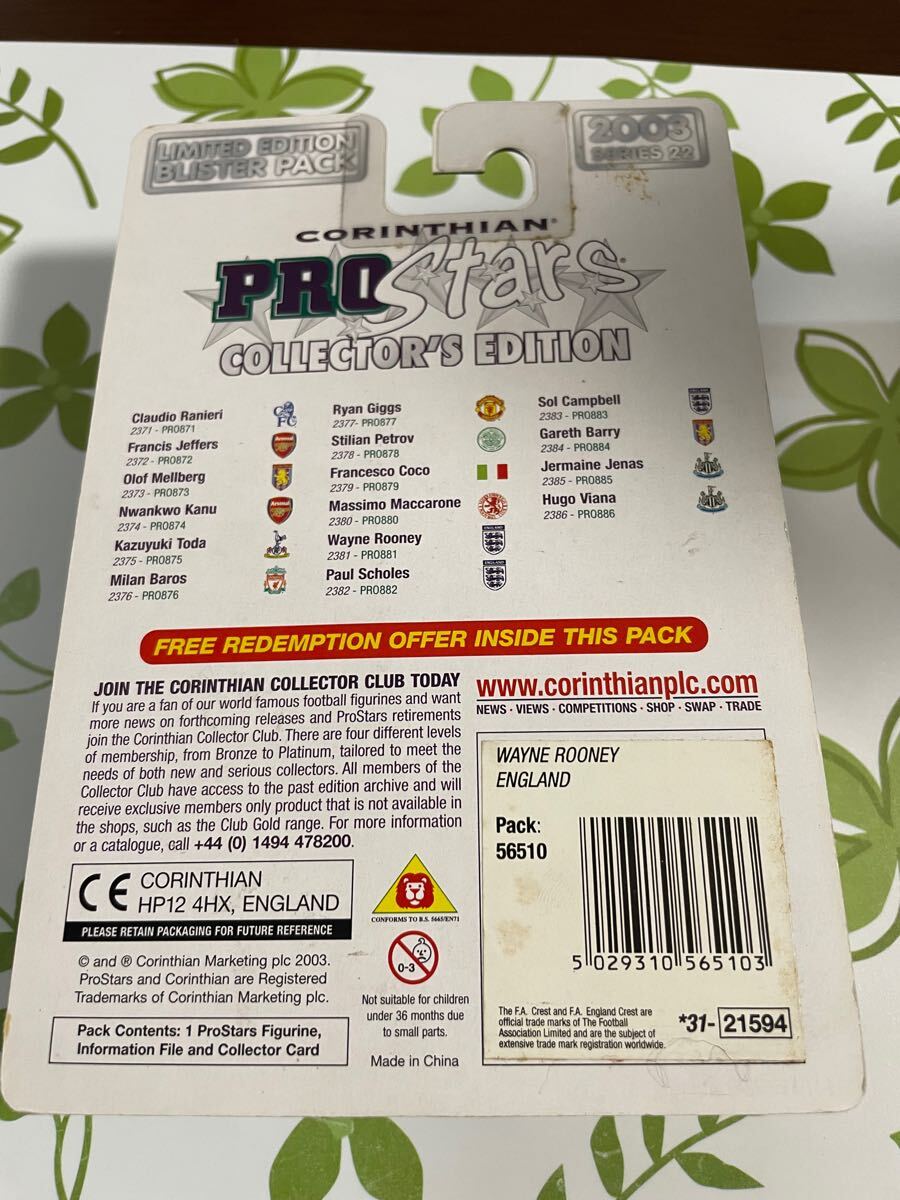 LIMITED EDITION
BLISTER PACK
2003
SERIES 22
CORINTHIAN®
PROStars
COLLECTOR'S EDITION
Claudio Ranieri
2371 - PRO871
Francis Jeffers
2372 - PRO872
Olof Mellberg
2373 - PRO873
Nwankwo Kanu
2374 - PRO874
Kazuyuki Toda
2375 - PRO875
Milan Baros
2376 - PRO876
Ryan Giggs
2377- PRO877
Stilian Petrov
2378 - PRO878
Francesco Coco
2379 - PRO879
Massimo Maccarone
2380 - PRO880
Wayne Rooney
2381 - PRO881
Paul Scholes
2382 - PRO882
Sol Campbell
2383 - PRO883
Gareth Barry
2384 - PRO884
Jermaine Jenas
2385 - PRO885
Hugo Viana
2386 - PRO886
FREE REDEMPTION OFFER INSIDE THIS PACK
JOIN THE CORINTHIAN COLLECTOR CLUB TODAY
If you are a fan of our world famous football figurines and want
more news on forthcoming releases and ProStars retirements
join the Corinthian Collector Club. There are four different levels
of membership, from Bronze to Platinum, tailored to meet the
needs of both new and serious collectors. All members of the
Collector Club have access to the past edition archive and will
receive exclusive members only product that is not available in
the shops, such as the Club Gold range. For more information
or a catalogue, call +44 (0) 1494 478200.
CE CORINTHIAN
HP12 4HX, ENGLAND
PLEASE RETAIN PACKAGING FOR FUTURE REFERENCE
© and ® Corinthian Marketing plc 2003.
ProStars and Corinthian are Registered
Trademarks of Corinthian Marketing plc.
Pack Contents: 1 ProStars Figurine,
Information File and Collector Card
CONFORMS TO B.S. 5665/EN71
0-3
Not suitable for children
under 36 months due
to small parts.
Made in China
www.corinthianplc.com
NEWS · VIEWS · COMPETITIONS · SHOP · SWAP · TRADE
WAYNE ROONEY
ENGLAND
Pack:
56510
5 029310 565103
The F.A. Crest and F.A. England Crest are
official trade marks of The Football
Association Limited and are the subject of
extensive trade mark registration worldwide.
*31- 21594